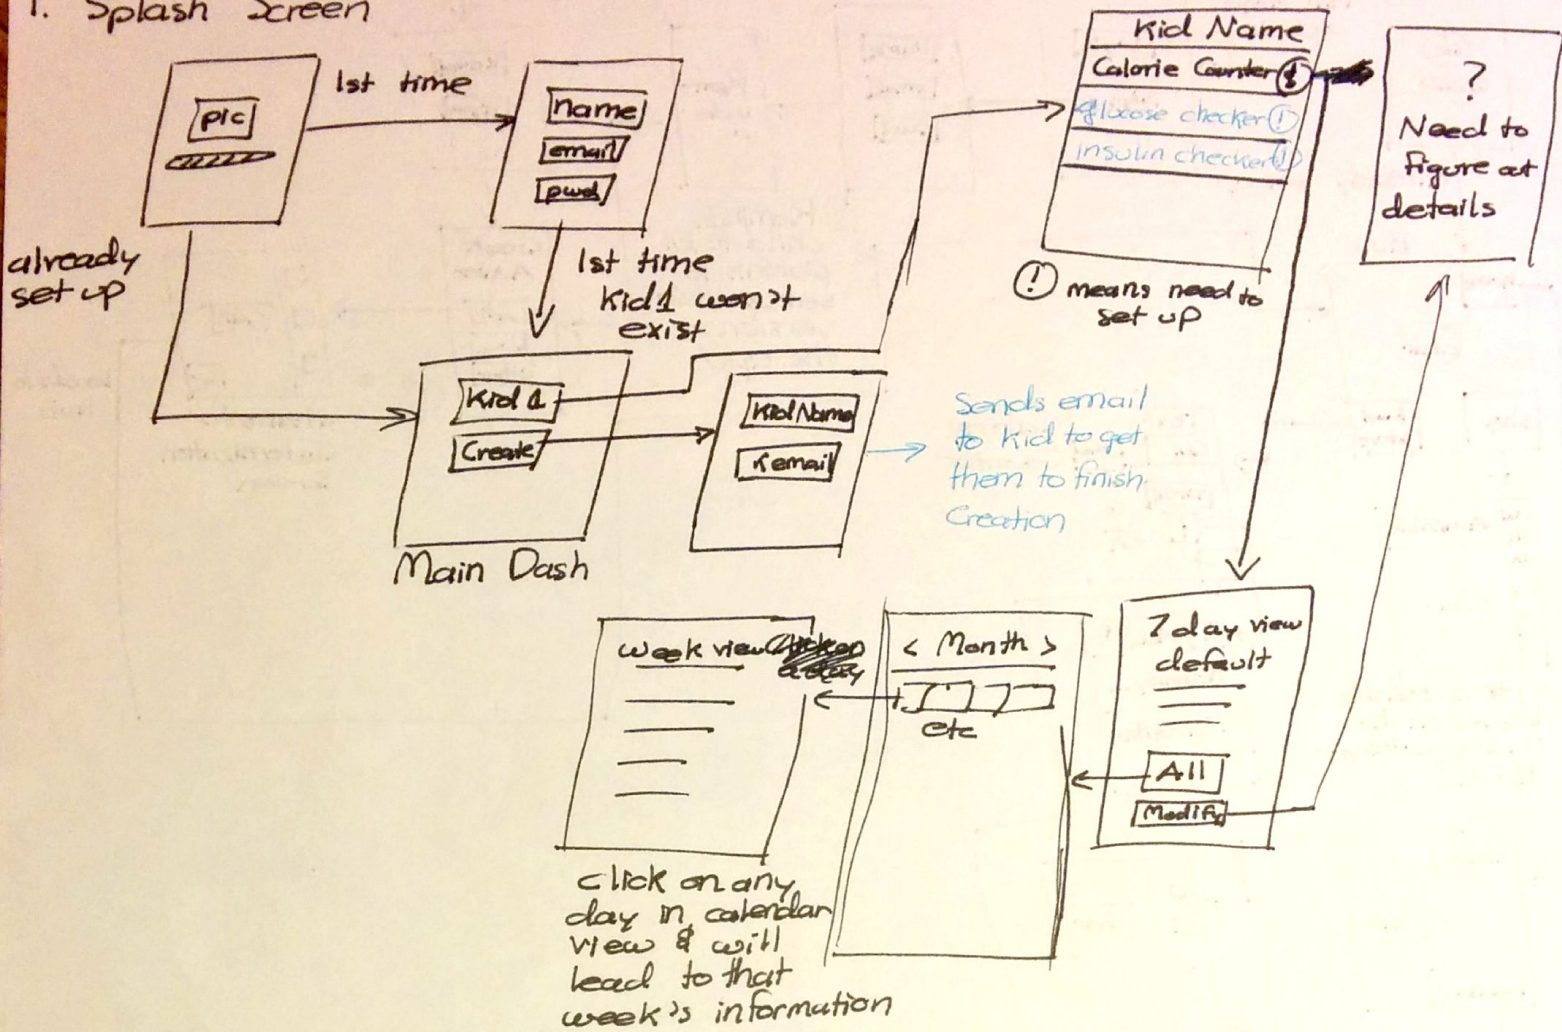 1. Splash Screen
pic
1st time
name
email
pwd
already
set up
1st time
Kid 1 won't
exist
Kid 1
Create
Main Dash
Kid Name
K email
Sends email
to kid to get
them to finish
Creation
Kid Name
Calorie Counter !
glucose checker !
insulin checker !
! means need to
set up
?
Need to
figure out
details
7 day view
default
All
Modify
< Month >
etc
week view
click on any
day in calendar
view & will
lead to that
week's information